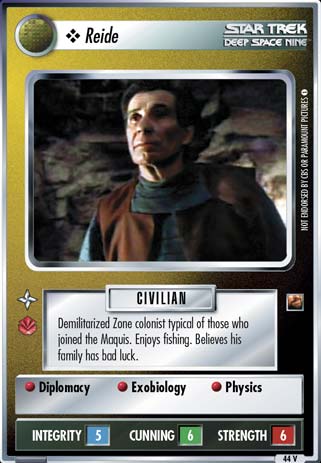 ❖ Reide
STAR TREK
DEEP SPACE NINE
NOT ENDORSED BY CBS OR PARAMOUNT PICTURES
CIVILIAN
Demilitarized Zone colonist typical of those who
joined the Maquis. Enjoys fishing. Believes his
family has bad luck.
Diplomacy Exobiology Physics
INTEGRITY 5 CUNNING 6 STRENGTH 6
44 V